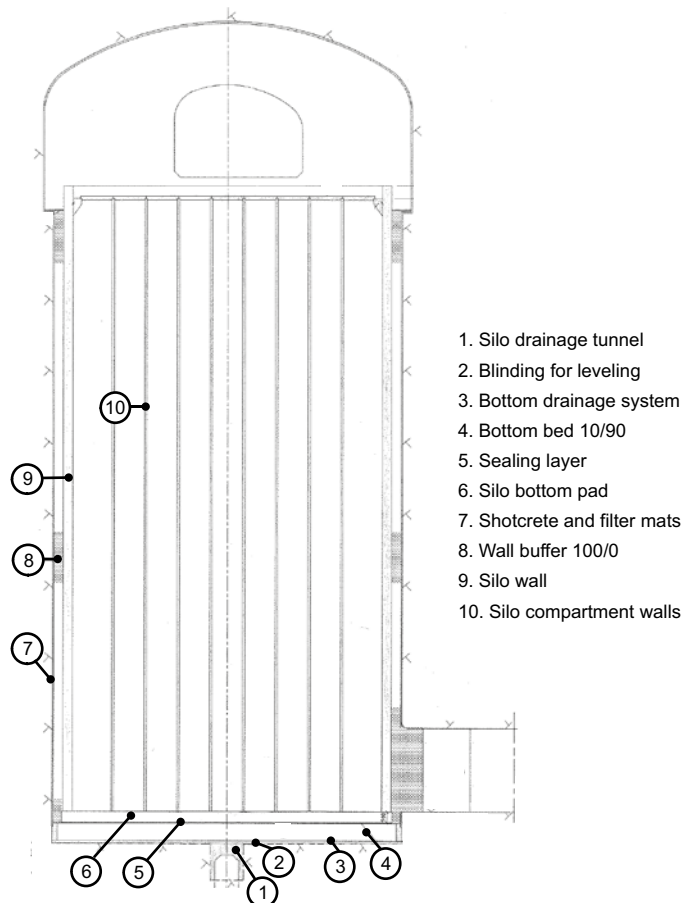 1. Silo drainage tunnel
2. Blinding for leveling
3. Bottom drainage system
4. Bottom bed 10/90
5. Sealing layer
6. Silo bottom pad
7. Shotcrete and filter mats
8. Wall buffer 100/0
9. Silo wall
10. Silo compartment walls
10
9
8
7
6
5
2
3
4
1